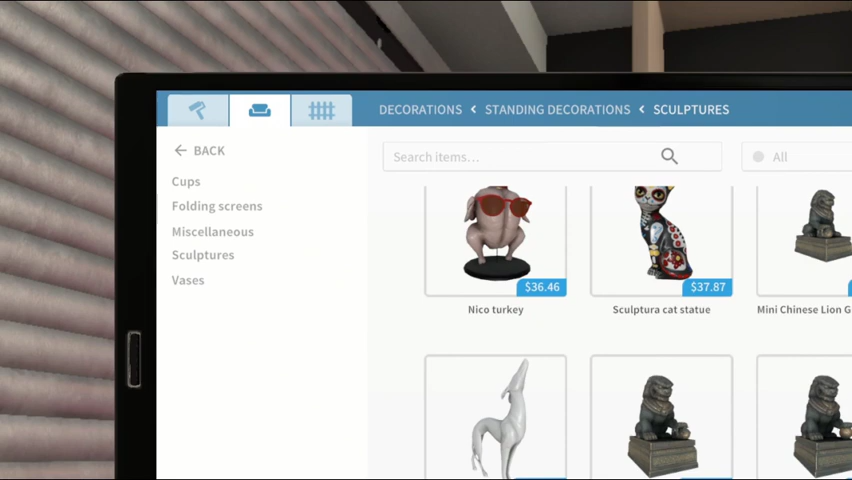 DECORATIONS < STANDING DECORATIONS < SCULPTURES
BACK
Search items...
All
Cups
Folding screens
Miscellaneous
Sculptures
Vases
$36.46
$37.87
Nico turkey
Sculptura cat statue
Mini Chinese Lion G